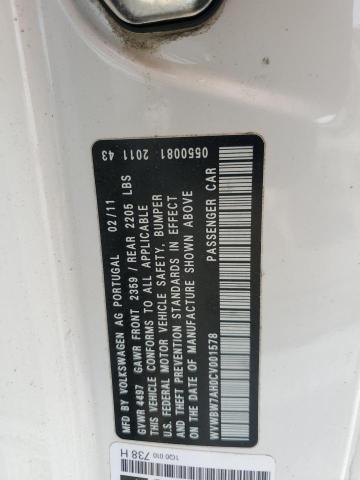 0550081 2011 43
MFG BY VOLKSWAGEN AG PORTUGAL 02/11
GVWR 4497 GAWR FRONT 2359 / REAR 2205 LBS
THIS VEHICLE CONFORMS TO ALL APPLICABLE
U.S. FEDERAL MOTOR VEHICLE SAFETY, BUMPER
AND THEFT PREVENTION STANDARDS IN EFFECT
ON THE DATE OF MANUFACTURE SHOWN ABOVE
WVWBW7AH0CV001578 PASSENGER CAR
1Q0 010 738 H